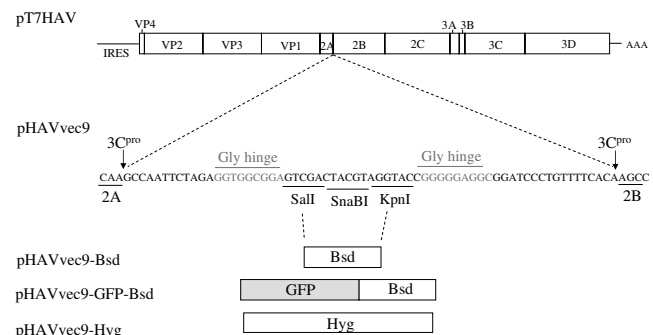 pT7HAV
VP4
3A 3B
IRES
VP2 VP3 VP1 2A 2B 2C 3C 3D
AAA
pHAVvec9
3Cpro 3Cpro
Gly hinge Gly hinge
CAAGCCAATTCTAGAGGTGGCGGAGTCGACTACGTAGGTACCGGGGGAGGCGGATCCCTGTTTTCACAAGCC
2A SalI SnaBI KpnI 2B
pHAVvec9-Bsd
Bsd
pHAVvec9-GFP-Bsd
GFP Bsd
pHAVvec9-Hyg
Hyg